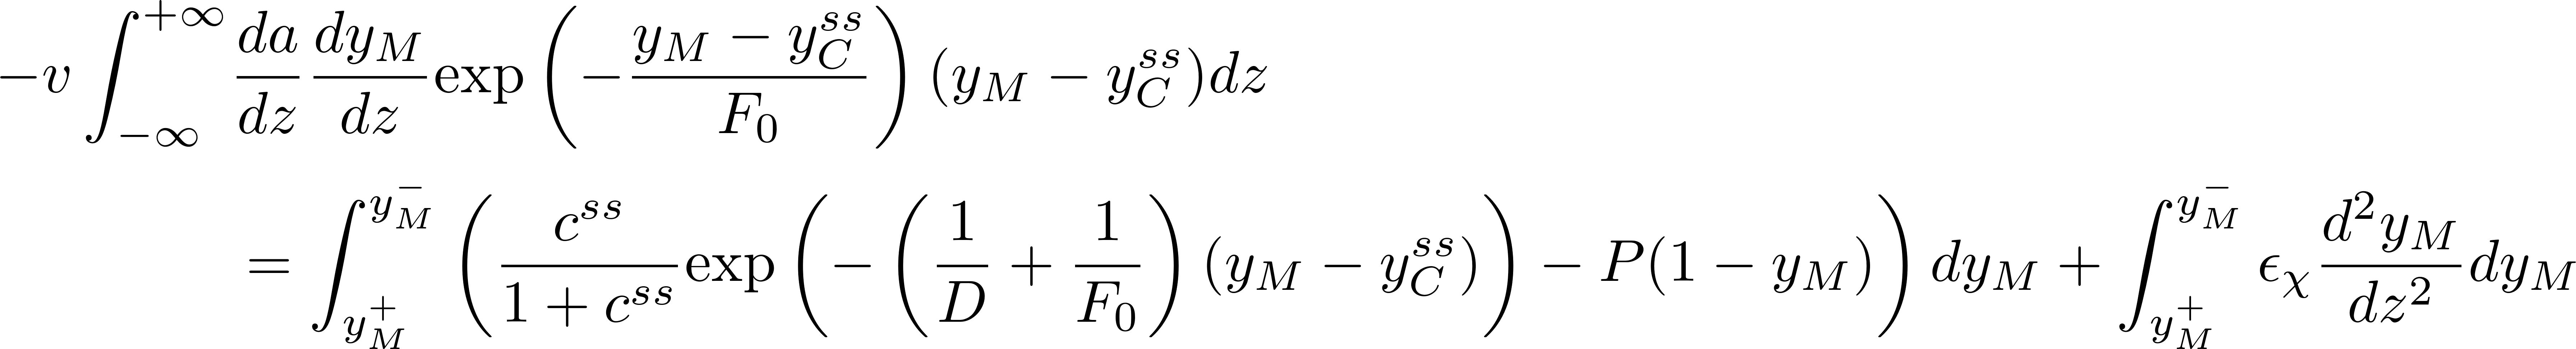 $-v \int_{-\infty}^{+\infty} \frac{da}{dz} \frac{dy_M}{dz} \exp\left(-\frac{y_M - y_C^{ss}}{F_0}\right) (y_M - y_C^{ss}) dz$
$= \int_{y_M^+}^{y_M^-} \left( \frac{c^{ss}}{1 + c^{ss}} \exp\left(-\left(\frac{1}{D} + \frac{1}{F_0}\right) (y_M - y_C^{ss})\right) - P(1 - y_M) \right) dy_M + \int_{y_M^+}^{y_M^-} \epsilon_\chi \frac{d^2 y_M}{dz^2} dy_M$